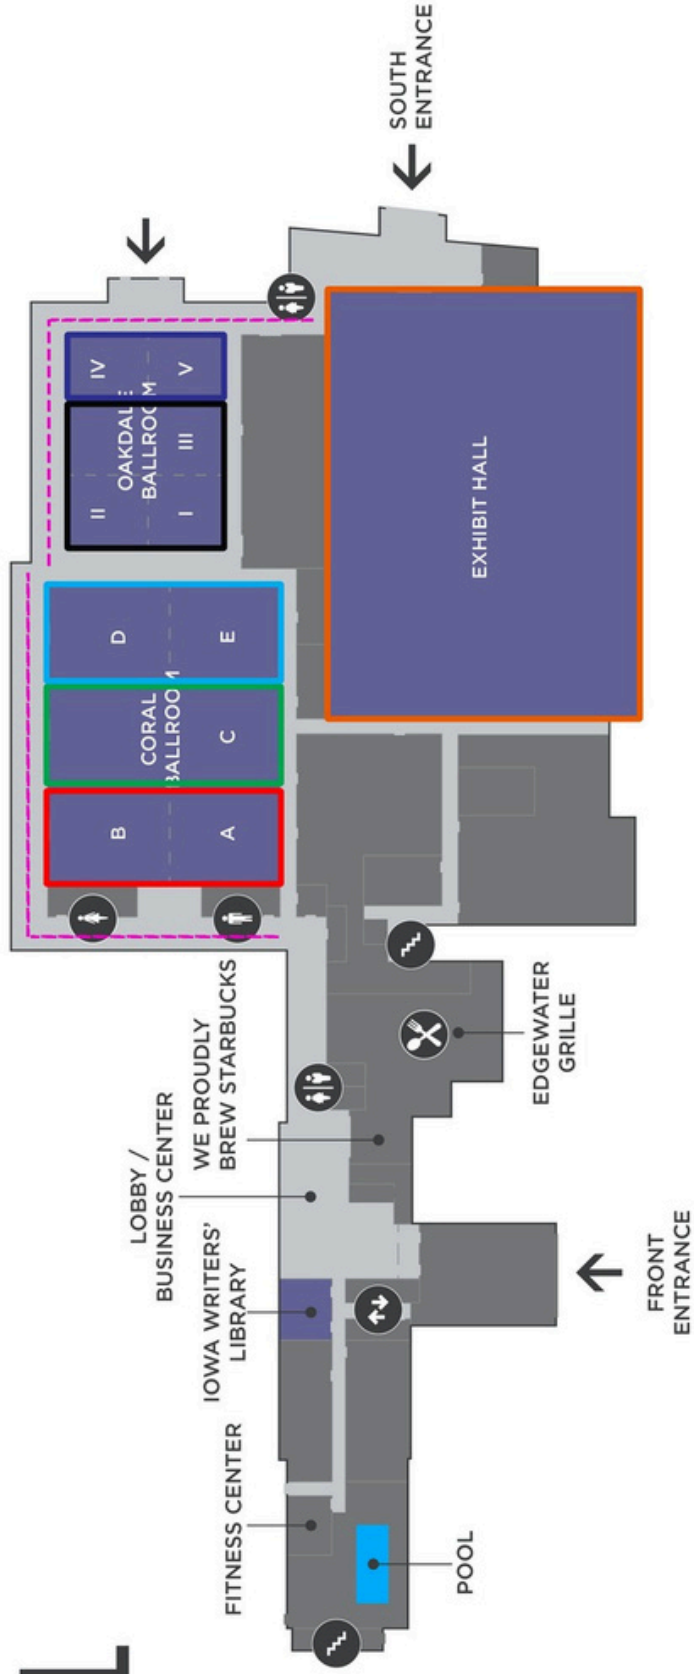 LOBBY /
BUSINESS CENTER
WE PROUDLY
BREW STARBUCKS
IOWA WRITERS'
LIBRARY
FITNESS CENTER
POOL
FRONT
ENTRANCE
EDGEWATER
GRILLE
CORAL
BALLROOM
B
A
C
D
E
OAKDALE
BALLROOM
II
I
III
IV
V
EXHIBIT HALL
SOUTH
ENTRANCE